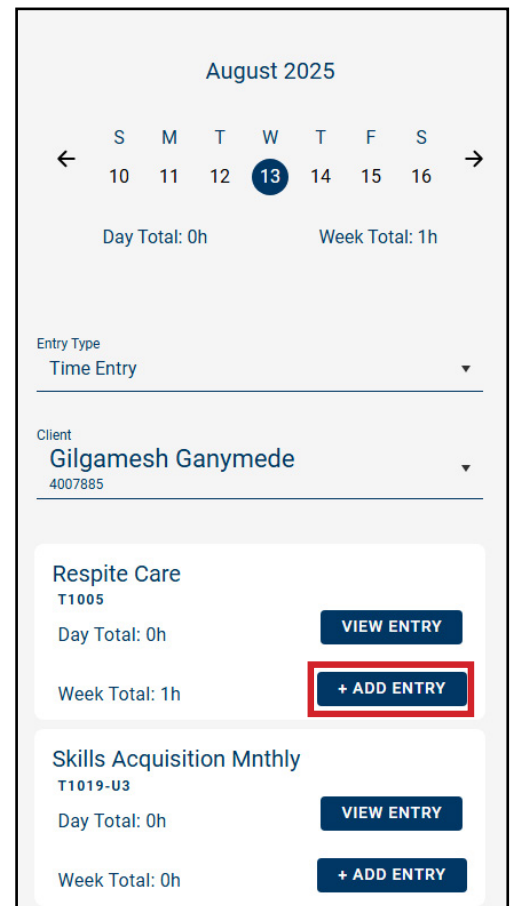 August 2025
S M T W T F S
← 10 11 12 13 14 15 16 →
Day Total: 0h Week Total: 1h
Entry Type
Time Entry
Client
Gilgamesh Ganymede
4007885
Respite Care
T1005
Day Total: 0h VIEW ENTRY
Week Total: 1h + ADD ENTRY
Skills Acquisition Mnthly
T1019-U3
Day Total: 0h VIEW ENTRY
Week Total: 0h + ADD ENTRY